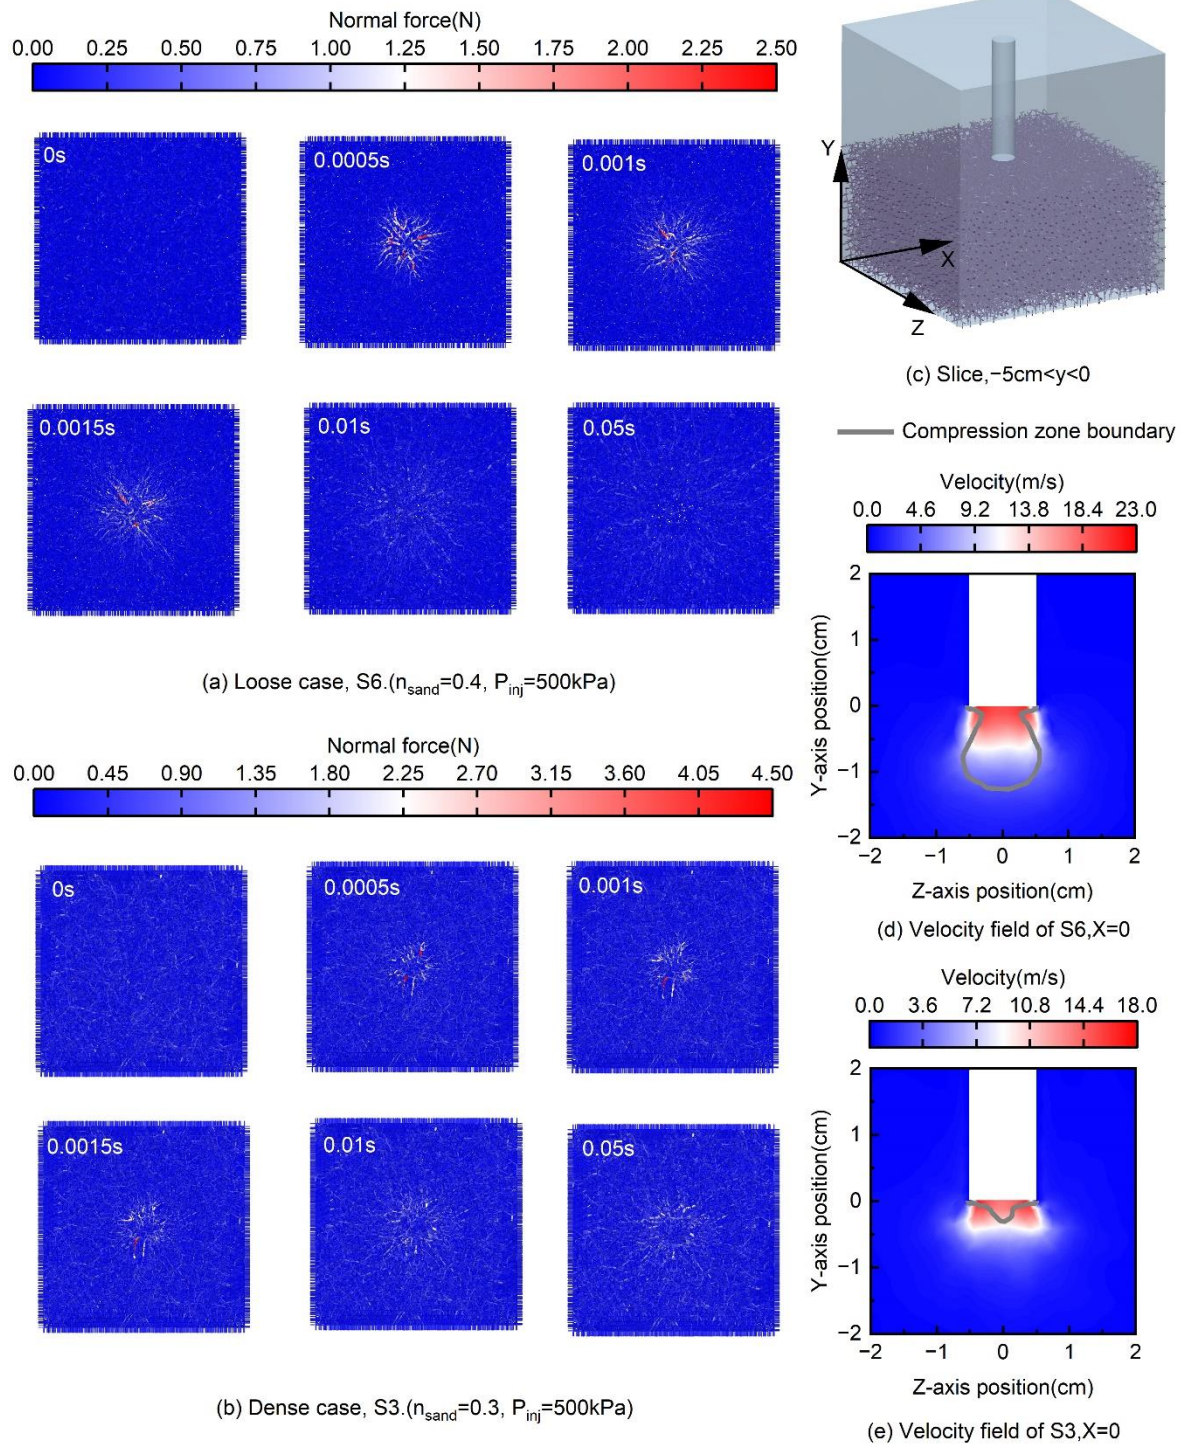 Normal force(N)
0.00 0.25 0.50 0.75 1.00 1.25 1.50 1.75 2.00 2.25 2.50
0s
0.0005s
0.001s
0.0015s
0.01s
0.05s
(a) Loose case, S6.(nsand=0.4, Pinj=500kPa)
Normal force(N)
0.00 0.45 0.90 1.35 1.80 2.25 2.70 3.15 3.60 4.05 4.50
0s
0.0005s
0.001s
0.0015s
0.01s
0.05s
(b) Dense case, S3.(nsand=0.3, Pinj=500kPa)
Y
X
Z
(c) Slice,−5cm<y<0
Compression zone boundary
Velocity(m/s)
0.0 4.6 9.2 13.8 18.4 23.0
Y-axis position(cm)
2
1
0
−1
−2
−2 −1 0 1 2
Z-axis position(cm)
(d) Velocity field of S6,X=0
Velocity(m/s)
0.0 3.6 7.2 10.8 14.4 18.0
Y-axis position(cm)
2
1
0
−1
−2
−2 −1 0 1 2
Z-axis position(cm)
(e) Velocity field of S3,X=0